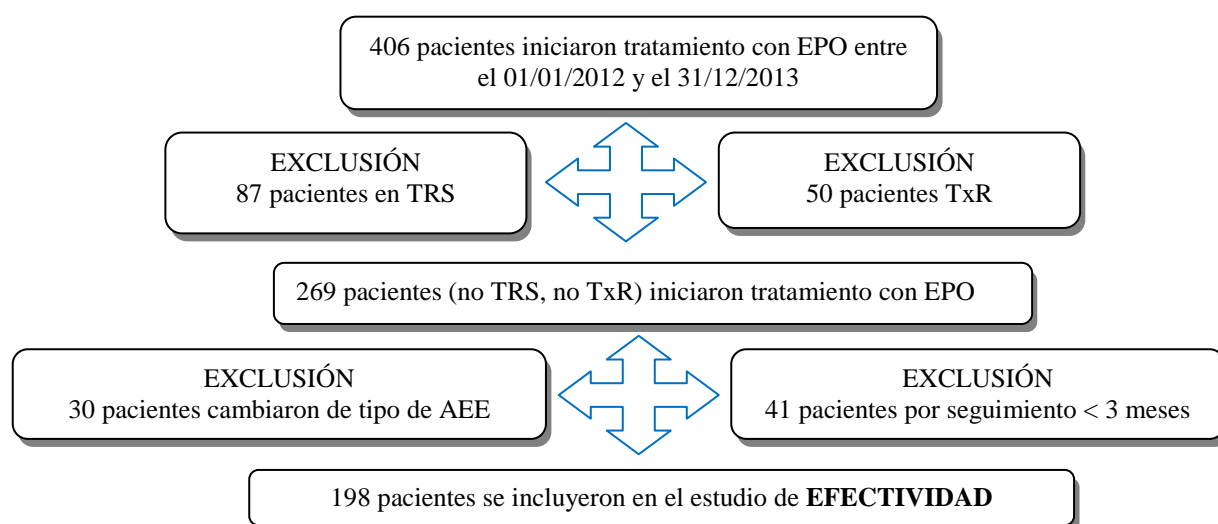 406 pacientes iniciaron tratamiento con EPO entre
el 01/01/2012 y el 31/12/2013
EXCLUSIÓN
87 pacientes en TRS
EXCLUSIÓN
50 pacientes TxR
269 pacientes (no TRS, no TxR) iniciaron tratamiento con EPO
EXCLUSIÓN
30 pacientes cambiaron de tipo de AEE
EXCLUSIÓN
41 pacientes por seguimiento < 3 meses
198 pacientes se incluyeron en el estudio de EFECTIVIDAD